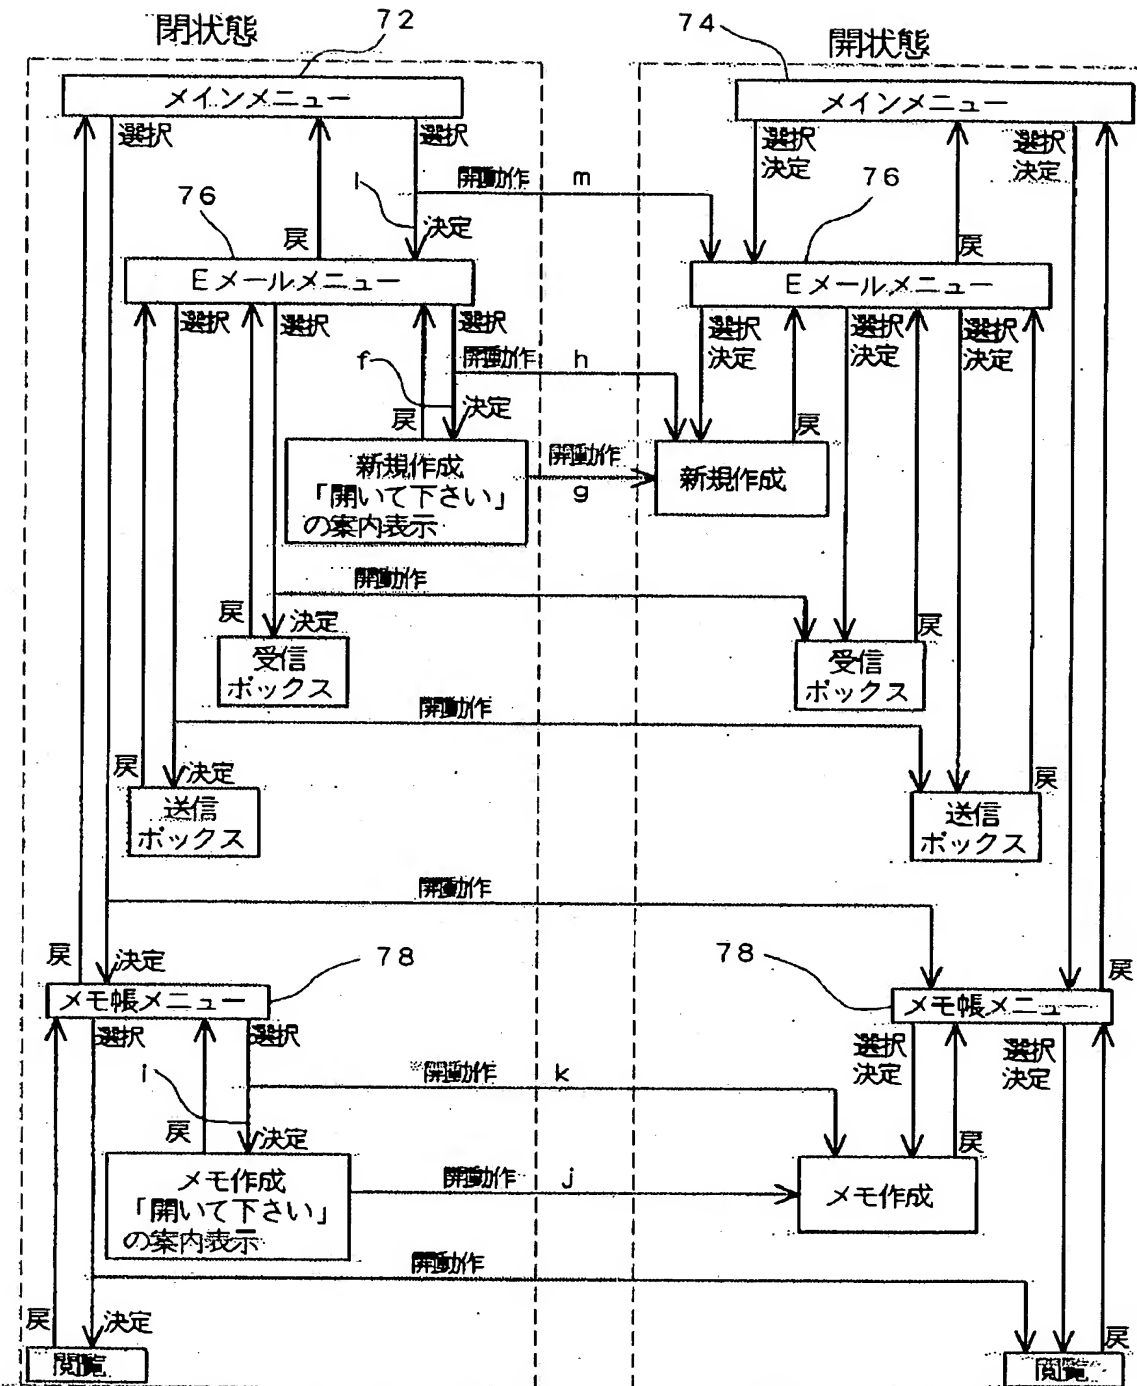 閉状態
72
74
開状態
メインメニュー
メインメニュー
選択
選択
選択
決定
選択
決定
開動作 m
l
76
76
決定
戻
戻
Eメールメニュー
Eメールメニュー
選択
選択
選択
選択
決定
選択
決定
選択
決定
開動作 h
f
決定
戻
戻
新規作成
「開いて下さい」
の案内表示
開動作
g
新規作成
開動作
戻
決定
戻
受信
ボックス
受信
ボックス
開動作
戻
決定
戻
送信
ボックス
送信
ボックス
開動作
戻
決定
78
78
戻
メモ帳メニュー
メモ帳メニュー
選択
選択
選択
決定
選択
決定
開動作 k
i
戻
決定
戻
メモ作成
「開いて下さい」
の案内表示
開動作 j
メモ作成
開動作
戻
決定
戻
閲覧
閲覧